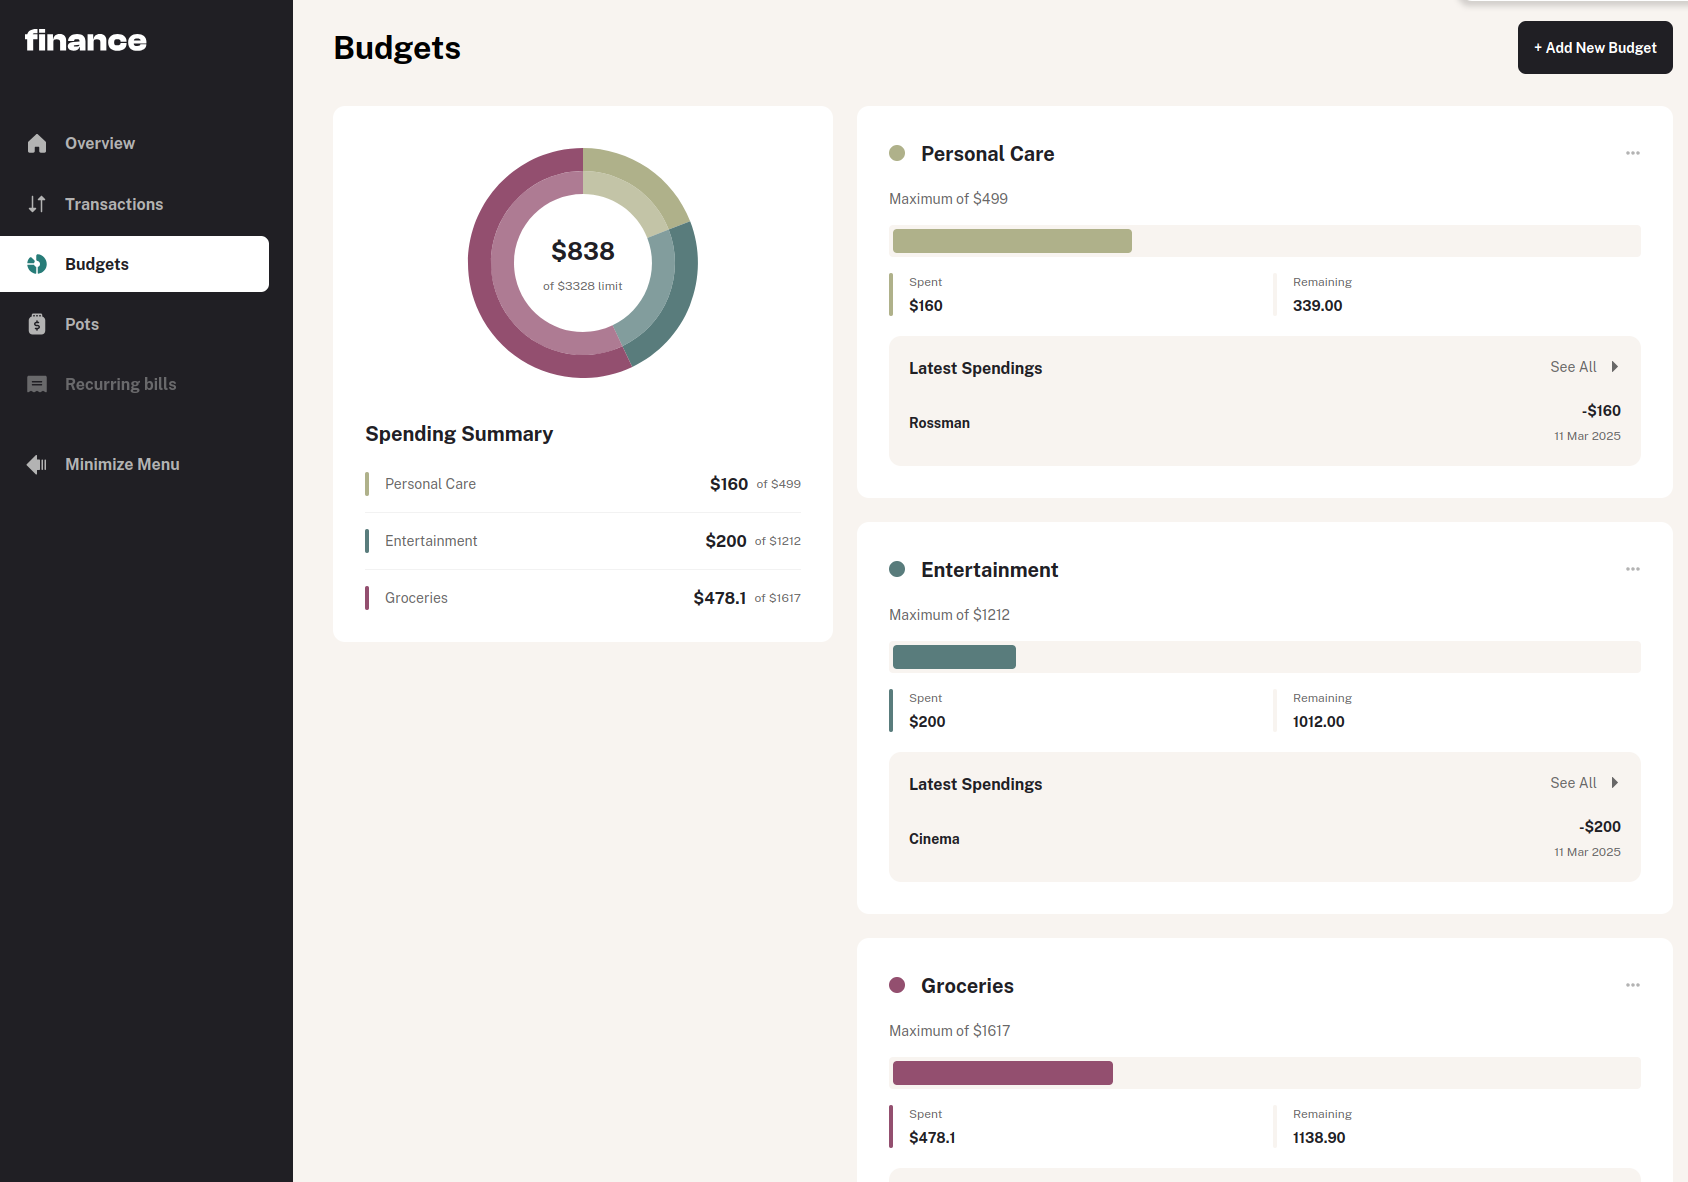 finance
Overview
Transactions
Budgets
Pots
Recurring bills
Minimize Menu
Budgets
+ Add New Budget
$838
of $3328 limit
Spending Summary
Personal Care $160 of $499
Entertainment $200 of $1212
Groceries $478.1 of $1617
Personal Care
Maximum of $499
Spent Remaining
$160 339.00
Latest Spendings See All
Rossman -$160
11 Mar 2025
Entertainment
Maximum of $1212
Spent Remaining
$200 1012.00
Latest Spendings See All
Cinema -$200
11 Mar 2025
Groceries
Maximum of $1617
Spent Remaining
$478.1 1138.90